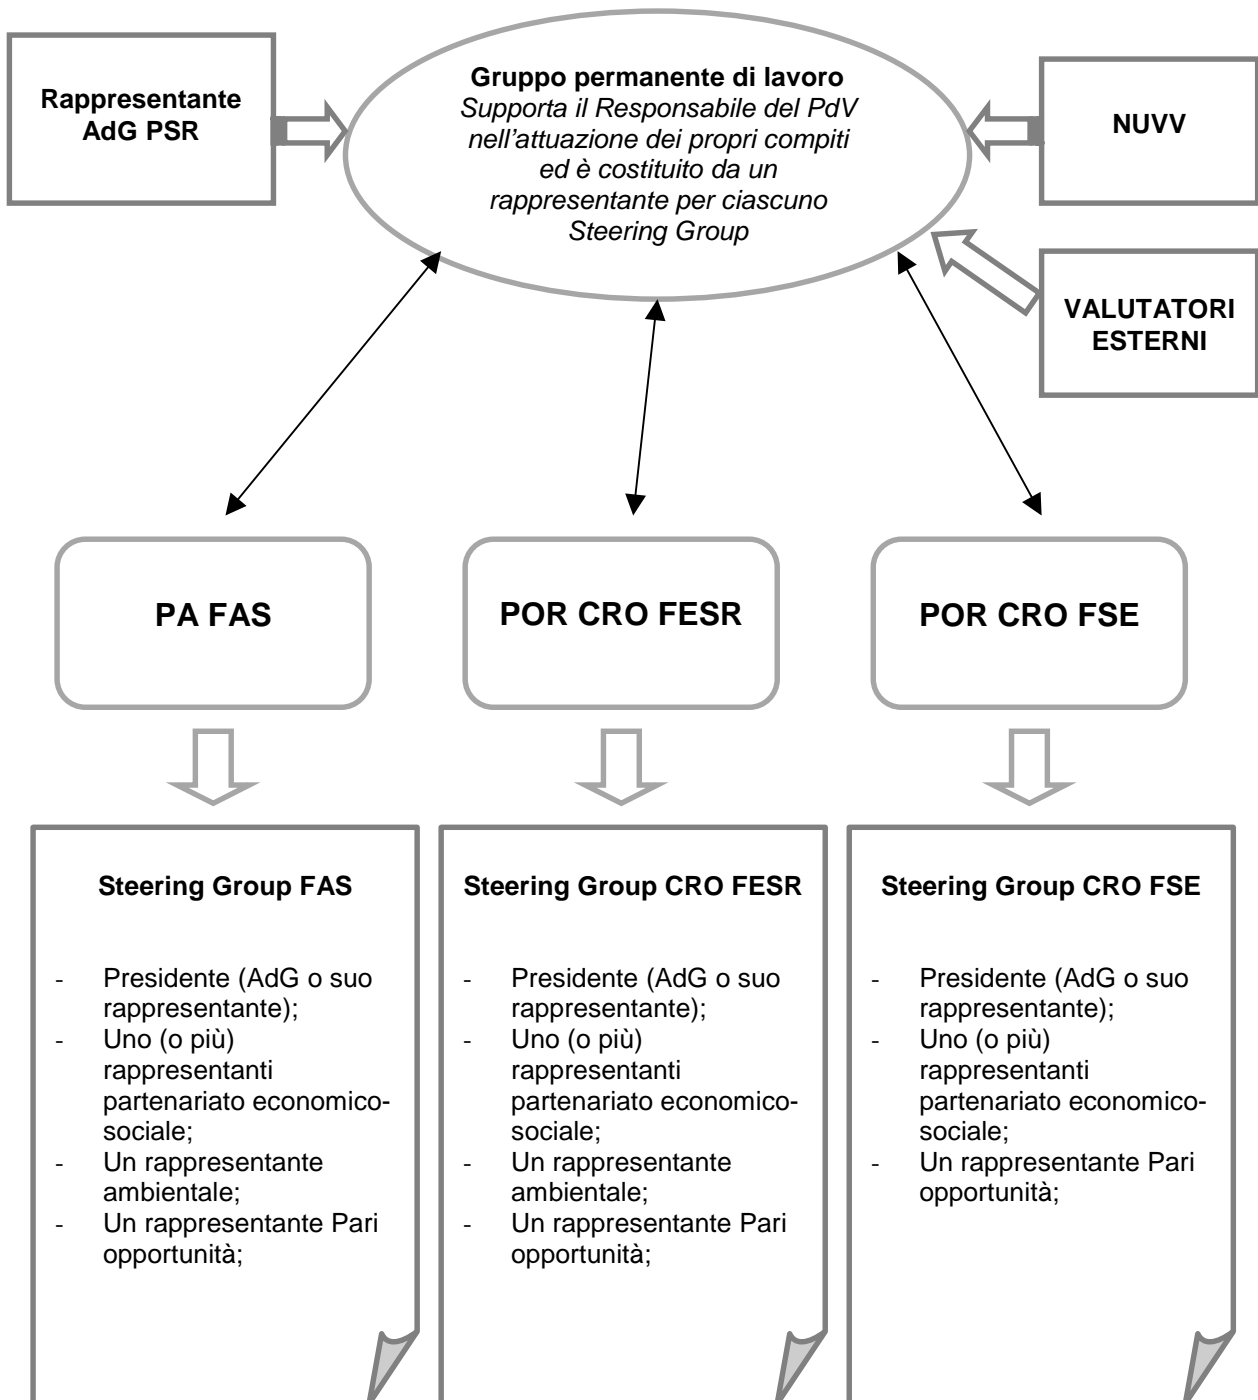 Gruppo permanente di lavoro
Supporta il Responsabile del PdV
nell'attuazione dei propri compiti
ed è costituito da un
rappresentante per ciascuno
Steering Group
Rappresentante
AdG PSR
NUVV
VALUTATORI
ESTERNI
PA FAS
POR CRO FESR
POR CRO FSE
Steering Group FAS
- Presidente (AdG o suo
rappresentante);
- Uno (o più)
rappresentanti
partenariato economico-
sociale;
- Un rappresentante
ambientale;
- Un rappresentante Pari
opportunità;
Steering Group CRO FESR
- Presidente (AdG o suo
rappresentante);
- Uno (o più)
rappresentanti
partenariato economico-
sociale;
- Un rappresentante
ambientale;
- Un rappresentante Pari
opportunità;
Steering Group CRO FSE
- Presidente (AdG o suo
rappresentante);
- Uno (o più)
rappresentanti
partenariato economico-
sociale;
- Un rappresentante Pari
opportunità;